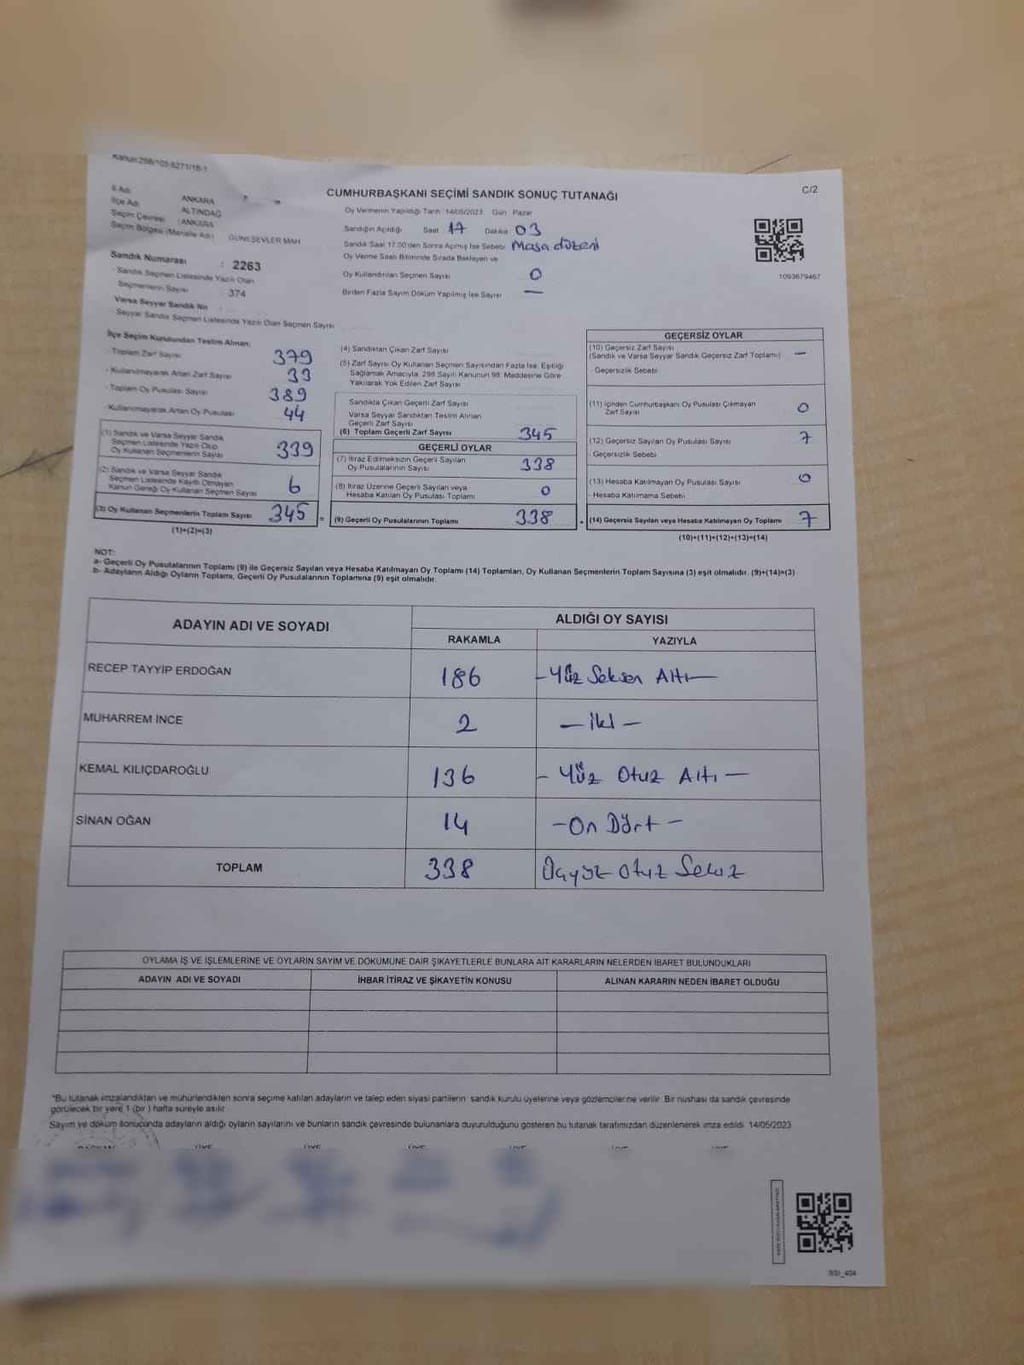 Kanun:298/105-6271/18-1
C/2
CUMHURBAŞKANI SEÇİMİ SANDIK SONUÇ TUTANAĞI
İl Adı ANKARA
İlçe Adı ALTINDAĞ
Seçim Çevresi : ANKARA
Seçim Bölgesi (Mahalle Adı) GÜNEŞEVLER MAH
Sandık Numarası : 2263
Sandık Seçmen Listesinde Yazılı Olan
Seçmenlerin Sayısı : 374
Varsa Seyyar Sandık No
Seyyar Sandık Seçmen Listesinde Yazılı Olan Seçmen Sayısı
Oy Vermenin Yapıldığı Tarih 14/05/2023 Gün Pazar
Sandığın Açıldığı Saat 17 Dakika 03
Sandık Saat 17.00'den Sonra Açılmış İse Sebebi Masa düzeni
Oy Verme Saati Bitiminde Sırada Bekleyen ve
Oy Kullandırılan Seçmen Sayısı 0
Birden Fazla Sayım Döküm Yapılmış İse Sayısı —
1093679467
İlçe Seçim Kurulundan Teslim Alınan:
- Toplam Zarf Sayısı 379
- Kullanılmayarak Artan Zarf Sayısı 33
- Toplam Oy Pusulası Sayısı 389
- Kullanılmayarak Artan Oy Pusulası 44
(1) Sandık ve Varsa Seyyar Sandık
Seçmen Listesinde Yazılı Olup
Oy Kullanan Seçmenlerin Sayısı 339
(2) Sandık ve Varsa Seyyar Sandık
Seçmen Listesinde Kayıtlı Olmayan
Kanun Gereği Oy Kullanan Seçmen Sayısı 6
(3) Oy Kullanan Seçmenlerin Toplam Sayısı 345
(1)+(2)=(3)
(4) Sandıktan Çıkan Zarf Sayısı
(5) Zarf Sayısı Oy Kullanan Seçmen Sayısından Fazla İse, Eşitliği
Sağlamak Amacıyla, 298 Sayılı Kanunun 98. Maddesine Göre
Yakılarak Yok Edilen Zarf Sayısı
Sandıkta Çıkan Geçerli Zarf Sayısı
Varsa Seyyar Sandıktan Teslim Alınan
Geçerli Zarf Sayısı
(6) Toplam Geçerli Zarf Sayısı 345
GEÇERLİ OYLAR
(7) İtiraz Edilmeksizin Geçerli Sayılan
Oy Pusulalarının Sayısı 338
(8) İtiraz Üzerine Geçerli Sayılan veya
Hesaba Katılan Oy Pusulası Toplamı 0
(9) Geçerli Oy Pusulalarının Toplamı 338
GEÇERSİZ OYLAR
(10) Geçersiz Zarf Sayısı
(Sandık ve Varsa Seyyar Sandık Geçersiz Zarf Toplamı) —
- Geçersizlik Sebebi
(11) İçinden Cumhurbaşkanı Oy Pusulası Çıkmayan
Zarf Sayısı 0
(12) Geçersiz Sayılan Oy Pusulası Sayısı 7
- Geçersizlik Sebebi
(13) Hesaba Katılmayan Oy Pusulası Sayısı 0
- Hesaba Katılmama Sebebi
(14) Geçersiz Sayılan veya Hesaba Katılmayan Oy Toplamı 7
(10)+(11)+(12)+(13)=(14)
NOT:
a- Geçerli Oy Pusulalarının Toplamı (9) ile Geçersiz Sayılan veya Hesaba Katılmayan Oy Toplamı (14) Toplamları, Oy Kullanan Seçmenlerin Toplam Sayısına (3) eşit olmalıdır. (9)+(14)=(3)
b- Adayların Aldığı Oyların Toplamı, Geçerli Oy Pusulalarının Toplamına (9) eşit olmalıdır.
ADAYIN ADI VE SOYADI ALDIĞI OY SAYISI
RAKAMLA YAZIYLA
RECEP TAYYİP ERDOĞAN 186 - Yüz Seksen Altı —
MUHARREM İNCE 2 — iki —
KEMAL KILIÇDAROĞLU 136 - Yüz Otuz Altı —
SİNAN OĞAN 14 - On Dört -
TOPLAM 338 Üçyüz otuz Sekiz
OYLAMA İŞ VE İŞLEMLERİNE VE OYLARIN SAYIM VE DÖKÜMÜNE DAİR ŞİKAYETLERLE BUNLARA AİT KARARLARIN NELERDEN İBARET BULUNDUKLARI
ADAYIN ADI VE SOYADI İHBAR İTİRAZ VE ŞİKAYETİN KONUSU ALINAN KARARIN NEDEN İBARET OLDUĞU
"Bu tutanak imzalandıktan ve mühürlendikten sonra seçime katılan adayların ve talep eden siyasi partilerin sandık kurulu üyelerine veya gözlemcilerine verilir. Bir nüshası da sandık çevresinde
görülecek bir yere 1 (bir) hafta süreyle asılır.
Sayım ve döküm sonucunda adayların aldığı oyların sayılarını ve bunların sandık çevresinde bulunanlara duyurulduğunu gösteren bu tutanak tarafımızdan düzenlenerek imza edildi. 14/05/2023